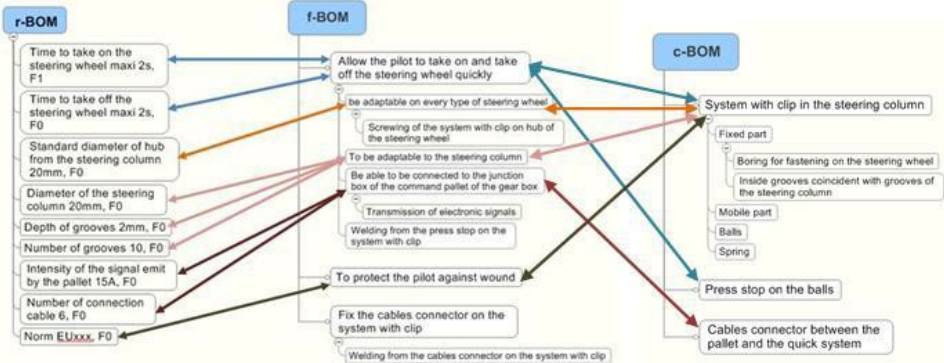 r-BOM
Time to take on the
steering wheel maxi 2s,
F1
Time to take off the
steering wheel maxi 2s,
F0
Standard diameter of hub
from the steering column
20mm, F0
Diameter of the steering
column 20mm, F0
Depth of grooves 2mm, F0
Number of grooves 10, F0
Intensity of the signal emit
by the pallet 15A, F0
Number of connection
cable 6, F0
Norm EUxxx, F0
f-BOM
Allow the pilot to take on and take
off the steering wheel quickly
be adaptable on every type of steering wheel
Screwing of the system with clip on hub of
the steering wheel
To be adaptable to the steering column
Be able to be connected to the junction
box of the command pallet of the gear box
Transmission of electronic signals
Welding from the press stop on the
system with clip
To protect the pilot against wound
Fix the cables connector on the
system with clip
Welding from the cables connector on the system with clip
c-BOM
System with clip in the steering column
Fixed part
Boring for fastening on the steering wheel
Inside grooves coincident with grooves of
the steering column
Mobile part
Balls
Spring
Press stop on the balls
Cables connector between the
pallet and the quick system